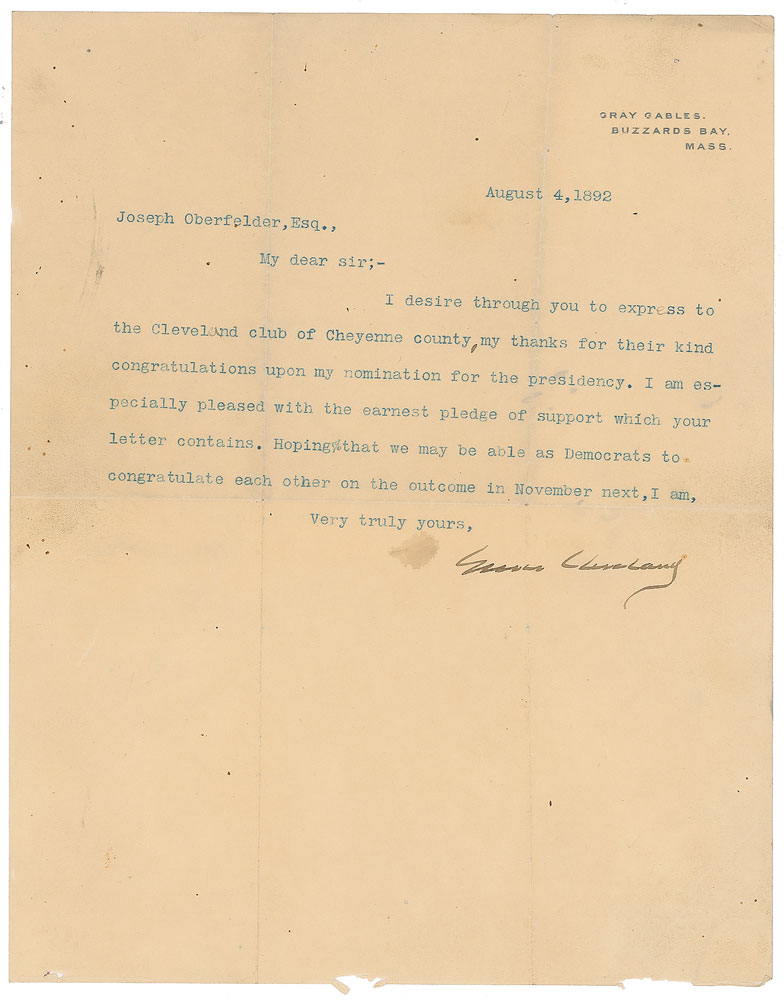 GRAY GABLES.
BUZZARDS BAY,
MASS.
August 4,1892
Joseph Oberfelder,Esq.,
My dear sir;-
I desire through you to express to
the Cleveland club of Cheyenne county,my thanks for their kind
congratulations upon my nomination for the presidency. I am es-
pecially pleased with the earnest pledge of support which your
letter contains. Hoping that we may be able as Democrats to
congratulate each other on the outcome in November next,I am,
Very truly yours,
Grover Cleveland